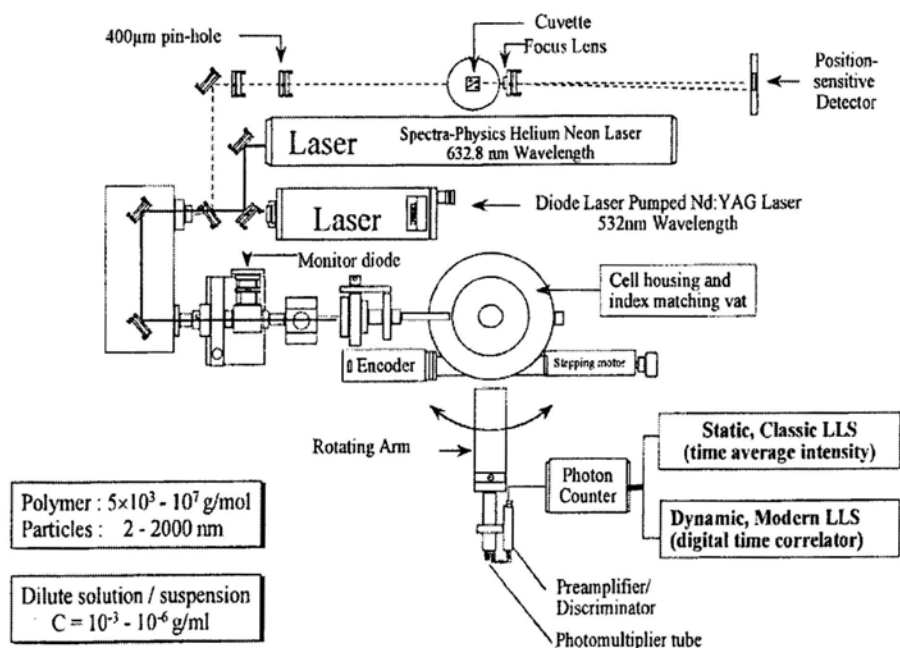 Cuvette
400μm pin-hole
Focus Lens
Position-
sensitive
Detector
Laser
Spectra-Physics Helium Neon Laser
632.8 nm Wavelength
Laser
Diode Laser Pumped Nd:YAG Laser
532nm Wavelength
Monitor diode
Cell housing and
index matching vat
Encoder
Stepping motor
Rotating Arm
Photon
Counter
Static, Classic LLS
(time average intensity)
Dynamic, Modern LLS
(digital time correlator)
Polymer : 5×10³ - 10⁷ g/mol
Particles : 2 - 2000 nm
Dilute solution / suspension
C = 10⁻³ - 10⁻⁶ g/ml
Preamplifier/
Discriminator
Photomultiplier tube